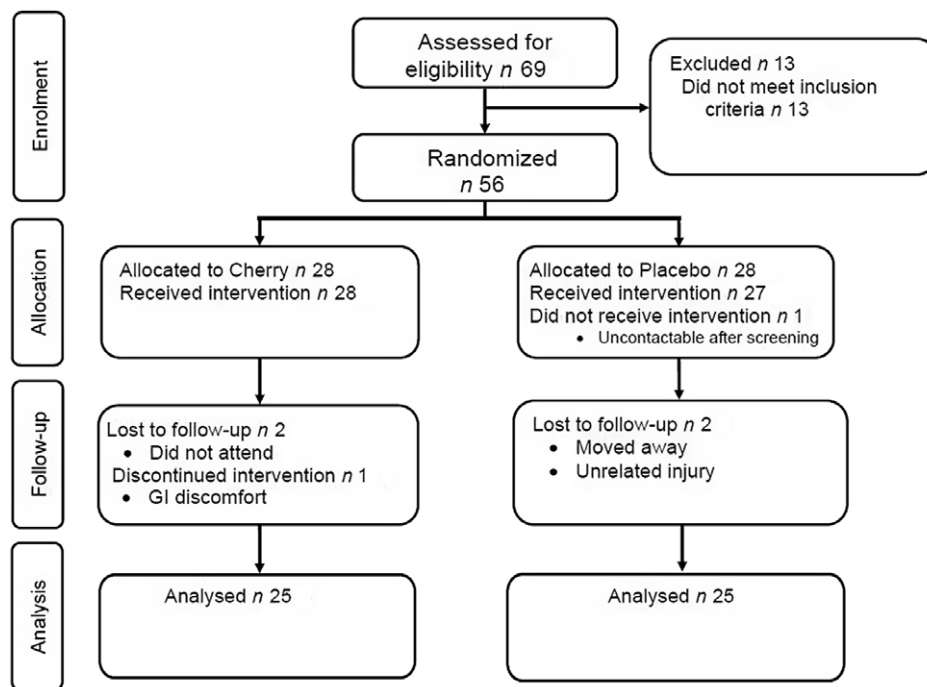 Enrolment
Assessed for
eligibility n 69
Excluded n 13
Did not meet inclusion
criteria n 13
Randomized
n 56
Allocation
Allocated to Cherry n 28
Received intervention n 28
Allocated to Placebo n 28
Received intervention n 27
Did not receive intervention n 1
• Uncontactable after screening
Follow-up
Lost to follow-up n 2
• Did not attend
Discontinued intervention n 1
• GI discomfort
Lost to follow-up n 2
• Moved away
• Unrelated injury
Analysis
Analysed n 25
Analysed n 25